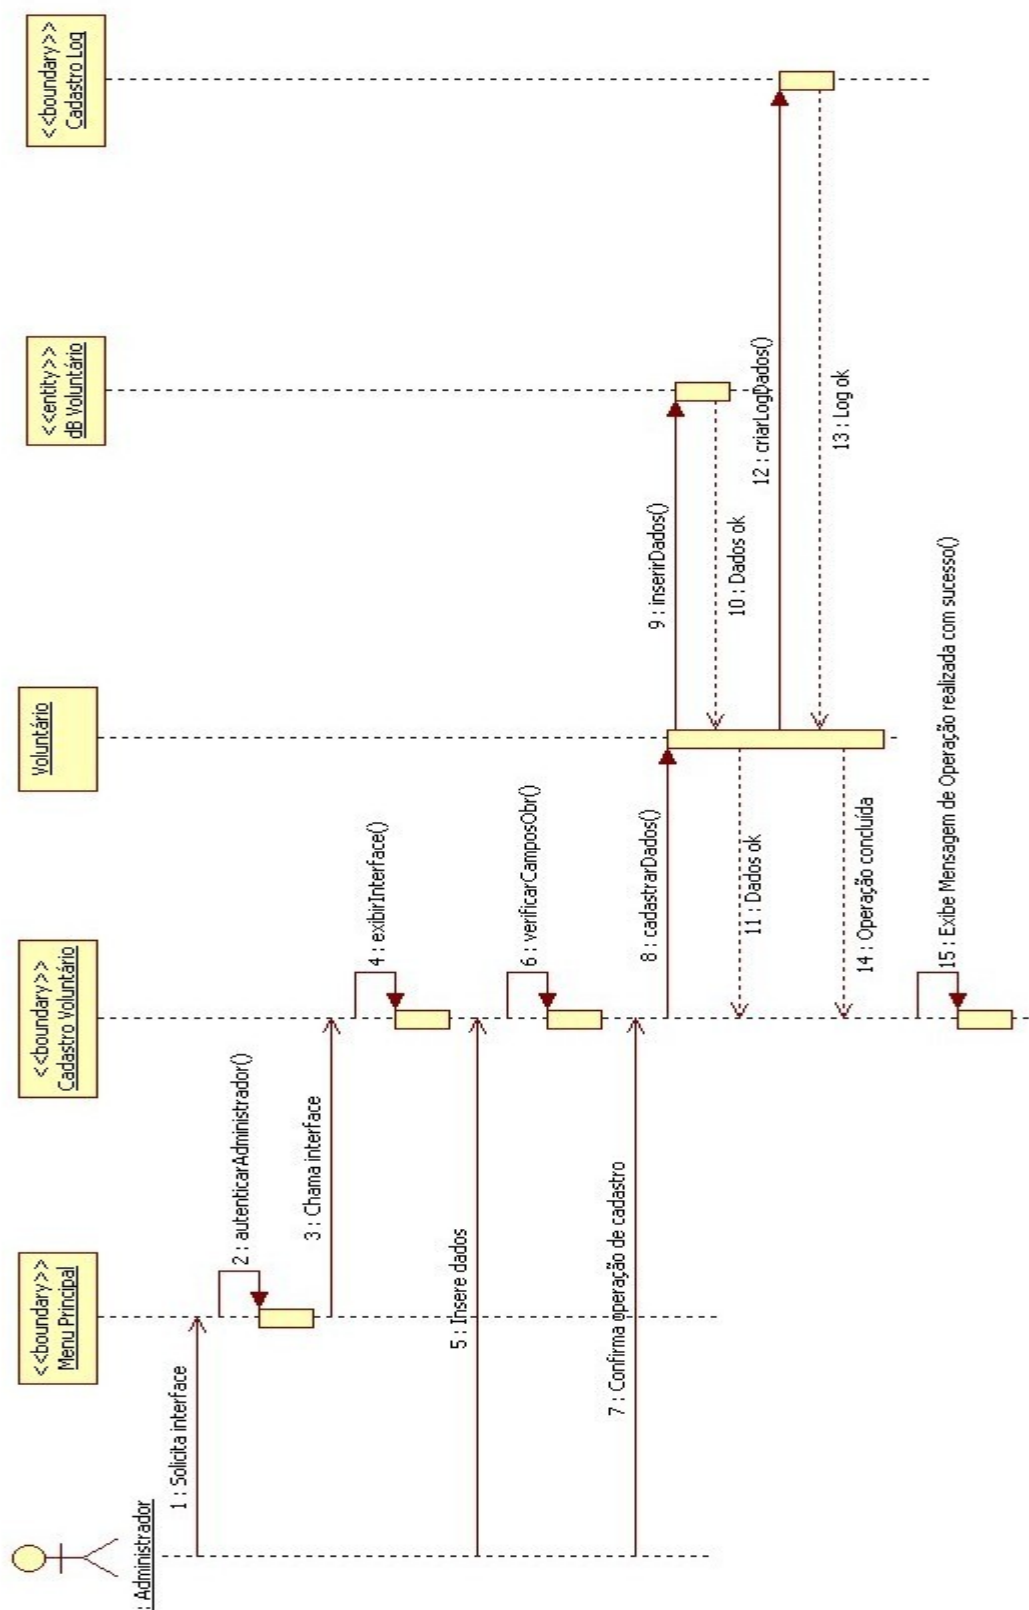 : Administrador
<<boundary>>
Menu Principal
<<boundary>>
Cadastro Voluntário
Voluntário
<<entity>>
dB Voluntário
<<boundary>>
Cadastro Log
1 : Solicita interface
2 : autenticarAdministrador()
3 : Chama interface
4 : exibirInterface()
5 : Insere dados
6 : verificarCamposObr()
7 : Confirma operação de cadastro
8 : cadastrarDados()
9 : inserirDados()
10 : Dados ok
11 : Dados ok
12 : criarLogDados()
13 : Log ok
14 : Operação concluída
15 : Exibe Mensagem de Operação realizada com sucesso()